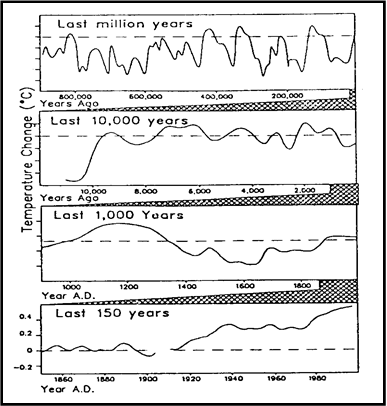 Temperature Change (°C)
Last million years
800,000 600,000 400,000 200,000
Years Ago
Last 10,000 years
10,000 8,000 6,000 4,000 2,000
Years Ago
Last 1,000 Years
1000 1200 1400 1600 1800
Year A.D.
Last 150 years
0.4
0.2
0
-0.2
1860 1880 1900 1920 1940 1960 1980
Year A.D.